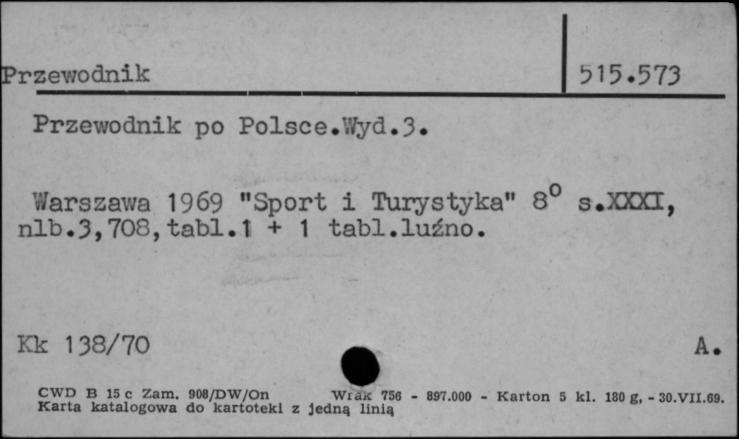 Przewodnik 515.573
Przewodnik po Polsce.Wyd.3.
Warszawa 1969 "Sport i Turystyka" 8° s.XXXI,
nlb.3,708,tabl.1 + 1 tabl.luźno.
Kk 138/70 A.
CWD B 15 c Zam. 908/DW/On Wrak 756 - 897.000 - Karton 5 kl. 180 g, - 30.VII.69.
Karta katalogowa do kartoteki z jedną linią